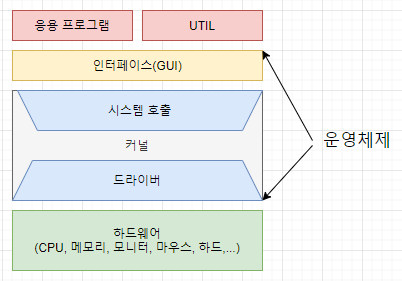 응용 프로그램
UTIL
인터페이스(GUI)
시스템 호출
커널
드라이버
운영체제
하드웨어
(CPU, 메모리, 모니터, 마우스, 하드,...)